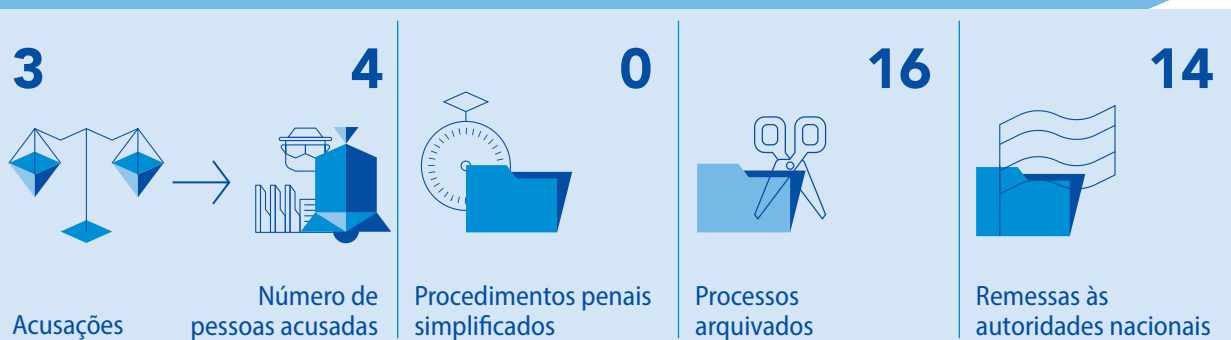 3
Acusações
4
Número de
pessoas acusadas
0
Procedimentos penais
simplificados
16
Processos
arquivados
14
Remessas às
autoridades nacionais